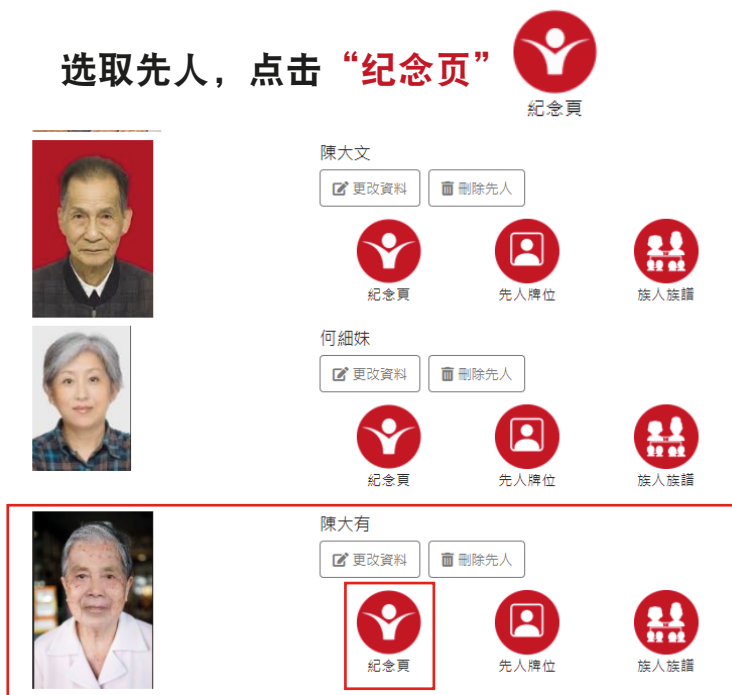 选取先人，点击“纪念页”
紀念頁
陳大文
更改資料 刪除先人
紀念頁 先人牌位 族人族譜
何細妹
更改資料 刪除先人
紀念頁 先人牌位 族人族譜
陳大有
更改資料 刪除先人
紀念頁 先人牌位 族人族譜